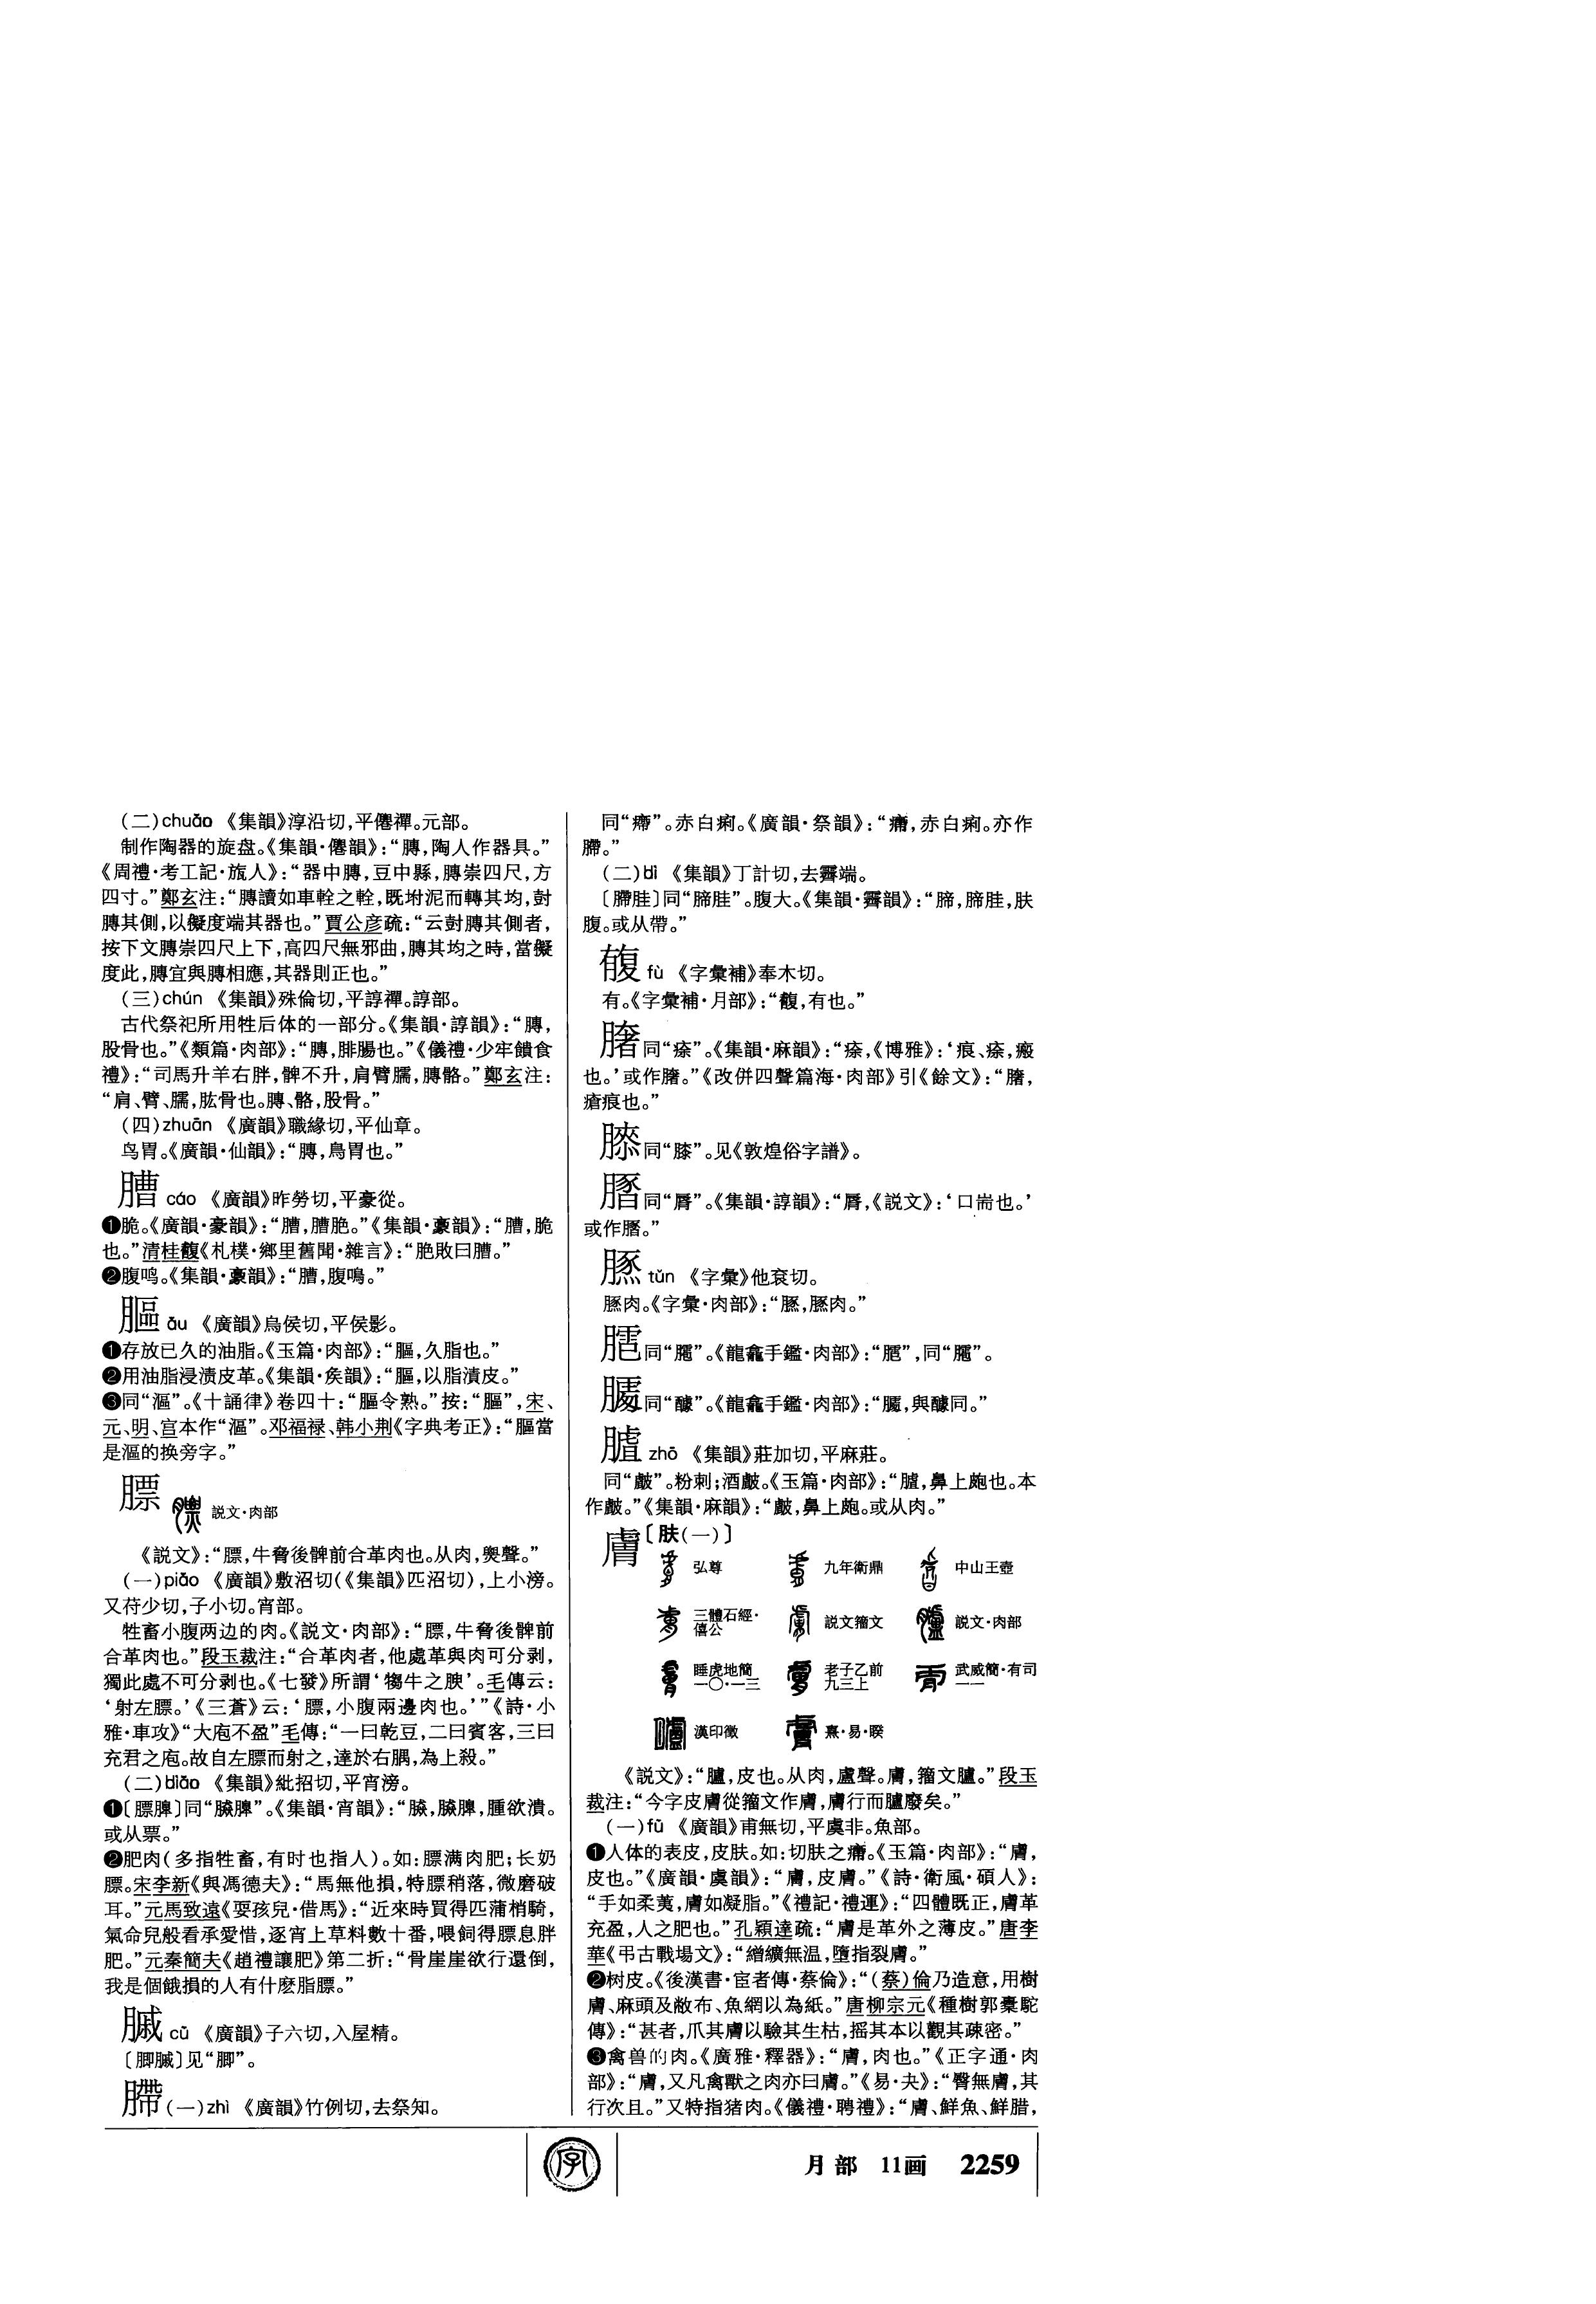 （二）chuán 《集韻》淳沿切，平僊禪。元部。
制作陶器的旋盘。《集韻·僊韻》：“膞，陶人作器具。”
《周禮·考工記·旊人》：“器中膞，豆中縣，膞崇四尺，方
四寸。”鄭玄注：“膞讀如車輇之輇，既坿泥而轉其均，𡭊
膞其側，以儗度端其器也。”賈公彦疏：“云𡭊膞其側者，
按下文膞崇四尺上下，高四尺無邪曲，膞其均之時，當儗
度此，膞宜與膞相應，其器則正也。”
（三）chún 《集韻》殊倫切，平諄禪。諄部。
古代祭祀所用牲后体的一部分。《集韻·諄韻》：“膞，
股骨也。”《類篇·肉部》：“膞，腓腸也。”《儀禮·少牢饋食
禮》：“司馬升羊右胖，髀不升，肩臂臑，膞骼。”鄭玄注：
“肩、臂、臑，肱骨也。膞、骼，股骨。”
（四）zhuān 《廣韻》職緣切，平仙章。
鸟胃。《廣韻·仙韻》：“膞，鳥胃也。”
膤 cáo 《廣韻》昨勞切，平豪從。
❶脆。《廣韻·豪韻》：“，脃。”《集韻·豪韻》：“，脆
也。”清桂馥《札樸·鄉里舊聞·雜言》：“脃敗曰。”
❷腹鸣。《集韻·豪韻》：“，腹鳴。”
膒 ōu 《廣韻》烏侯切，平侯影。
❶存放已久的油脂。《玉篇·肉部》：“膒，久脂也。”
❷用油脂浸渍皮革。《集韻·矦韻》：“膒，以脂漬皮。”
❸同“漚”。《十誦律》卷四十：“膒令熟。”按：“膒”，宋、
元、明、宫本作“漚”。邓福禄、韩小荆《字典考正》：“膒當
是漚的换旁字。”
膘 説文·肉部
《説文》：“膘，牛脅後髀前合革肉也。从肉，㶾聲。”
（一）piǎo 《廣韻》敷沼切（《集韻》匹沼切），上小滂。
又苻少切，子小切。宵部。
牲畜小腹两边的肉。《説文·肉部》：“膘，牛脅後髀前
合革肉也。”段玉裁注：“合革肉者，他處革與肉可分剥，
獨此處不可分剥也。《七發》所謂‘犓牛之腴’。毛傳云：
‘射左膘。’《三蒼》云：‘膘，小腹兩邊肉也。’”《詩·小
雅·車攻》“大庖不盈”毛傳：“一曰乾豆，二曰賓客，三曰
充君之庖。故自左膘而射之，達於右腢，為上殺。”
（二）biāo 《集韻》紕招切，平宵滂。
❶〔膘脾〕同“脾”。《集韻·宵韻》：“，腫欲潰。
或从票。”
❷肥肉（多指牲畜，有时也指人）。如：膘满肉肥；长奶
膘。宋李新《與馮德夫》：“馬無他損，特膘稍落，微磨破
耳。”元馬致遠《耍孩兒·借馬》：“近來時買得匹蒲梢騎，
氣命兒般看承愛惜，逐宵上草料數十番，喂飼得膘息胖
肥。”元秦簡夫《趙禮讓肥》第二折：“骨崖崖欲行還倒，
我是個餓損的人有什麽脂膘。”
 cù 《廣韻》子六切，入屋精。
〔〕见“”。
䐭（一）zhì 《廣韻》竹例切，去祭知。
同“㿃”。赤白痢。《廣韻·祭韻》：“㿃，赤白痢。亦作
䐭。”
（二）dì 《集韻》丁計切，去霽端。
〔䐭胿〕同“胿”。腹大。《集韻·霽韻》：“，胿，胅
腹。或从帶。”
 fù 《字彙補》奉木切。
有。《字彙補·月部》：“，有也。”
同“瘃”。《集韻·麻韻》：“，《博雅》：‘痕、，瘢
也。’或作。”《改併四聲篇海·肉部》引《餘文》：“，
瘡痕也。”
同“膝”。见《敦煌俗字譜》。
同“脣”。《集韻·諄韻》：“脣，《説文》：‘口耑也。’
或作。”
 tǔn 《字彙》他衮切。
豚肉。《字彙·肉部》：“，豚肉。”
同“”。《龍龕手鑑·肉部》：“”，同“”。
同“醵”。《龍龕手鑑·肉部》：“，與醵同。”
 zhā 《集韻》莊加切，平麻莊。
同“皻”。粉刺；酒皻。《玉篇·肉部》：“，鼻上皰也。本
作皻。”《集韻·麻韻》：“皻，鼻上皰。或从肉。”
膚〔肤（一）〕
弘尊 九年衛鼎 中山王壺
三體石經·僖公 説文籀文 説文·肉部
睡虎地簡一〇·一三 老子乙前九三上 武威簡·有司一一
漢印徵 熹·易·睽
《説文》：“臚，皮也。从肉，盧聲。膚，籀文臚。”段玉
裁注：“今字皮膚從籀文作膚，膚行而臚廢矣。”
（一）fū 《廣韻》甫無切，平虞非。魚部。
❶人体的表皮，皮肤。如：切肤之痛。《玉篇·肉部》：“膚，
皮也。”《廣韻·虞韻》：“膚，皮膚。”《詩·衛風·碩人》：
“手如柔荑，膚如凝脂。”《禮記·禮運》：“四體既正，膚革
充盈，人之肥也。”孔穎達疏：“膚是革外之薄皮。”唐李
華《弔古戰場文》：“繒纊無温，墮指裂膚。”
❷树皮。《後漢書·宦者傳·蔡倫》：“（蔡）倫乃造意，用樹
膚、麻頭及敝布、魚網以為紙。”唐柳宗元《種樹郭橐駝
傳》：“甚者，爪其膚以驗其生枯，摇其本以觀其疎密。”
❸禽兽的肉。《廣雅·釋器》：“膚，肉也。”《正字通·肉
部》：“膚，又凡禽獸之肉亦曰膚。”《易·夬》：“臀無膚，其
行次且。”又特指猪肉。《儀禮·聘禮》：“膚、鮮魚、鮮腊，
字
月部 11画 2259